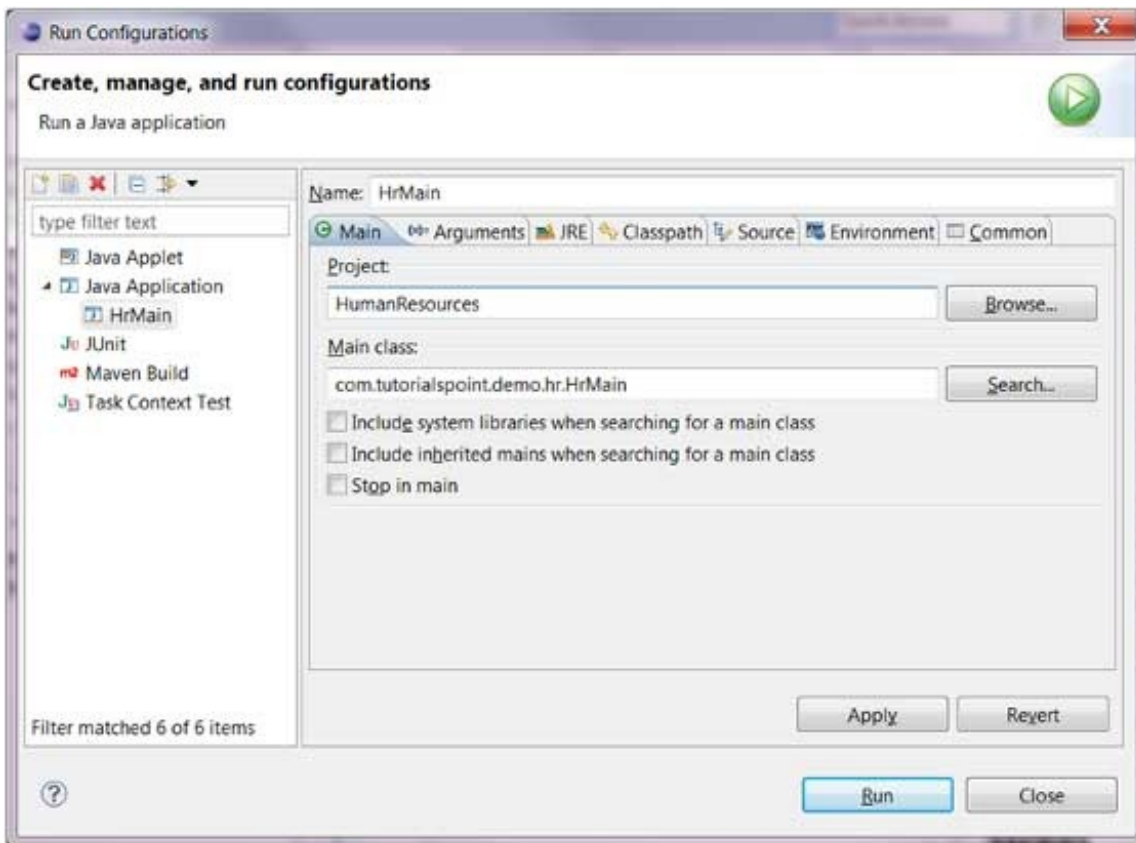 Run Configurations
Create, manage, and run configurations
Run a Java application
type filter text
Java Applet
Java Application
HrMain
Ju JUnit
m2 Maven Build
Task Context Test
Filter matched 6 of 6 items
Name: HrMain
Main Arguments JRE Classpath Source Environment Common
Project:
HumanResources Browse...
Main class:
com.tutorialspoint.demo.hr.HrMain Search...
Include system libraries when searching for a main class
Include inherited mains when searching for a main class
Stop in main
Apply Revert
? Run Close